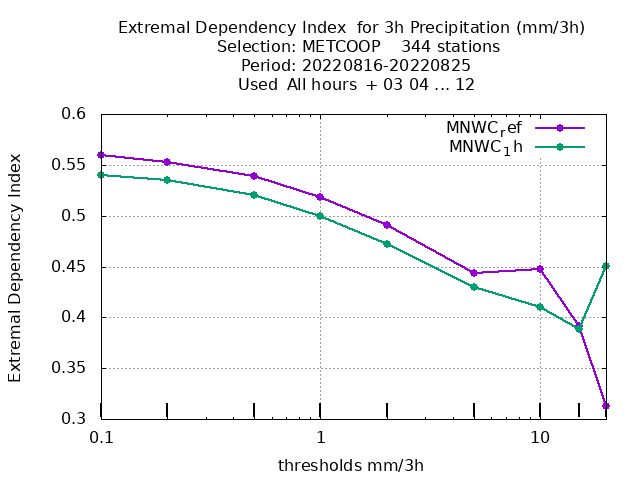 Extremal Dependency Index  for 3h Precipitation (mm/3h)
Selection: METCOOP    344 stations
Period: 20220816-20220825
Used  All hours  + 03 04 ... 12
MNWC_ref
MNWC_1h
Extremal Dependency Index
0.6
0.55
0.5
0.45
0.4
0.35
0.3
0.1 1 10
thresholds mm/3h